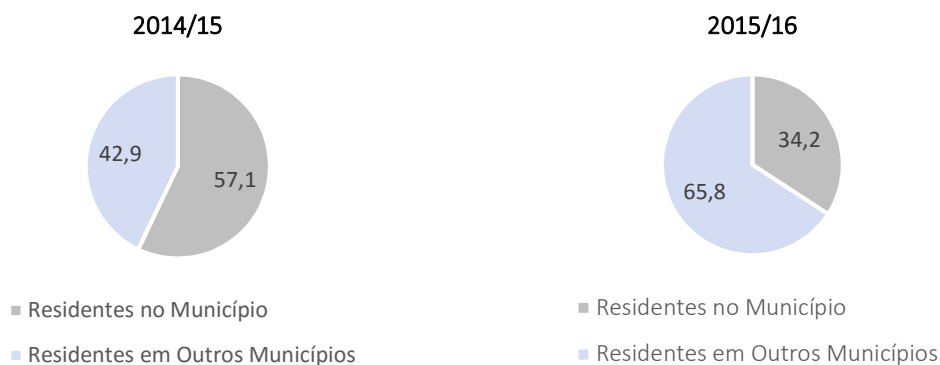 2014/15
42,9
57,1
Residentes no Município
Residentes em Outros Municípios
2015/16
34,2
65,8
Residentes no Município
Residentes em Outros Municípios